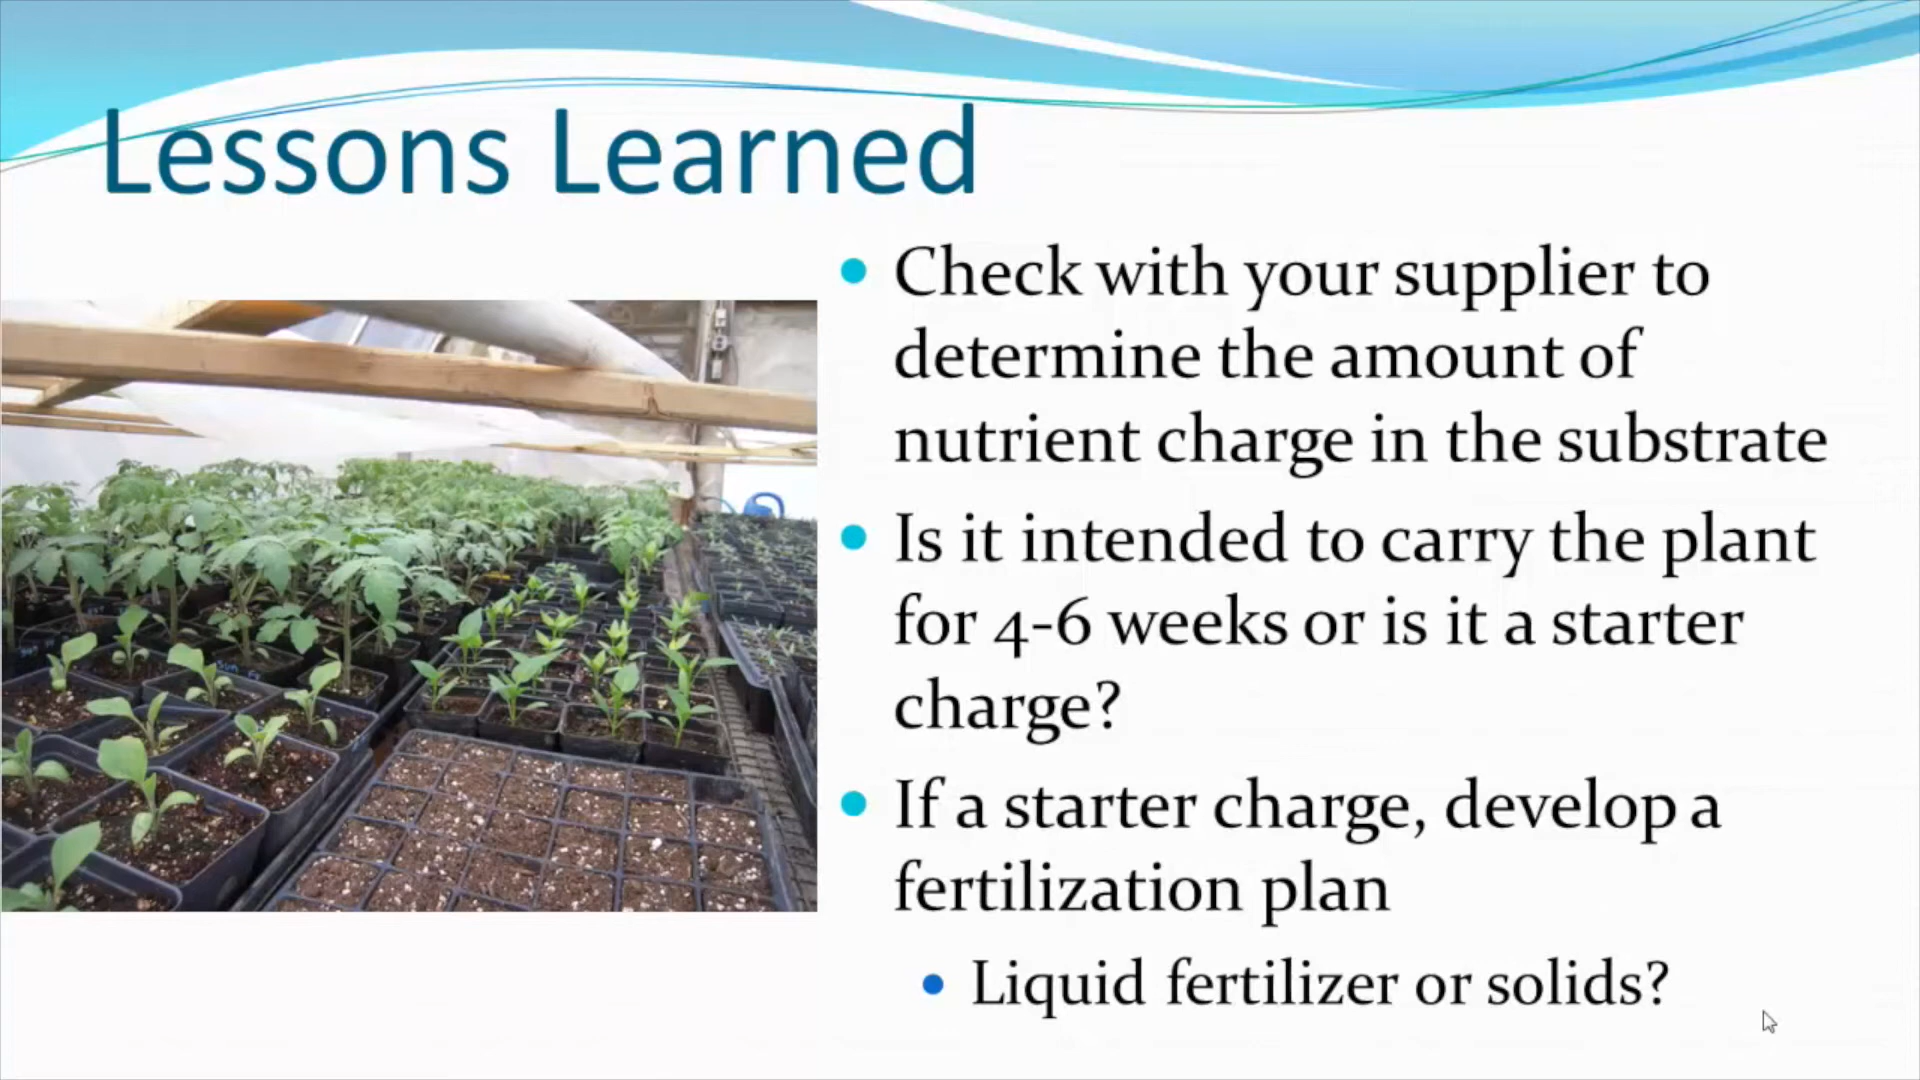 Lessons Learned
Check with your supplier to
determine the amount of
nutrient charge in the substrate
Is it intended to carry the plant
for 4-6 weeks or is it a starter
charge?
If a starter charge, develop a
fertilization plan
Liquid fertilizer or solids?